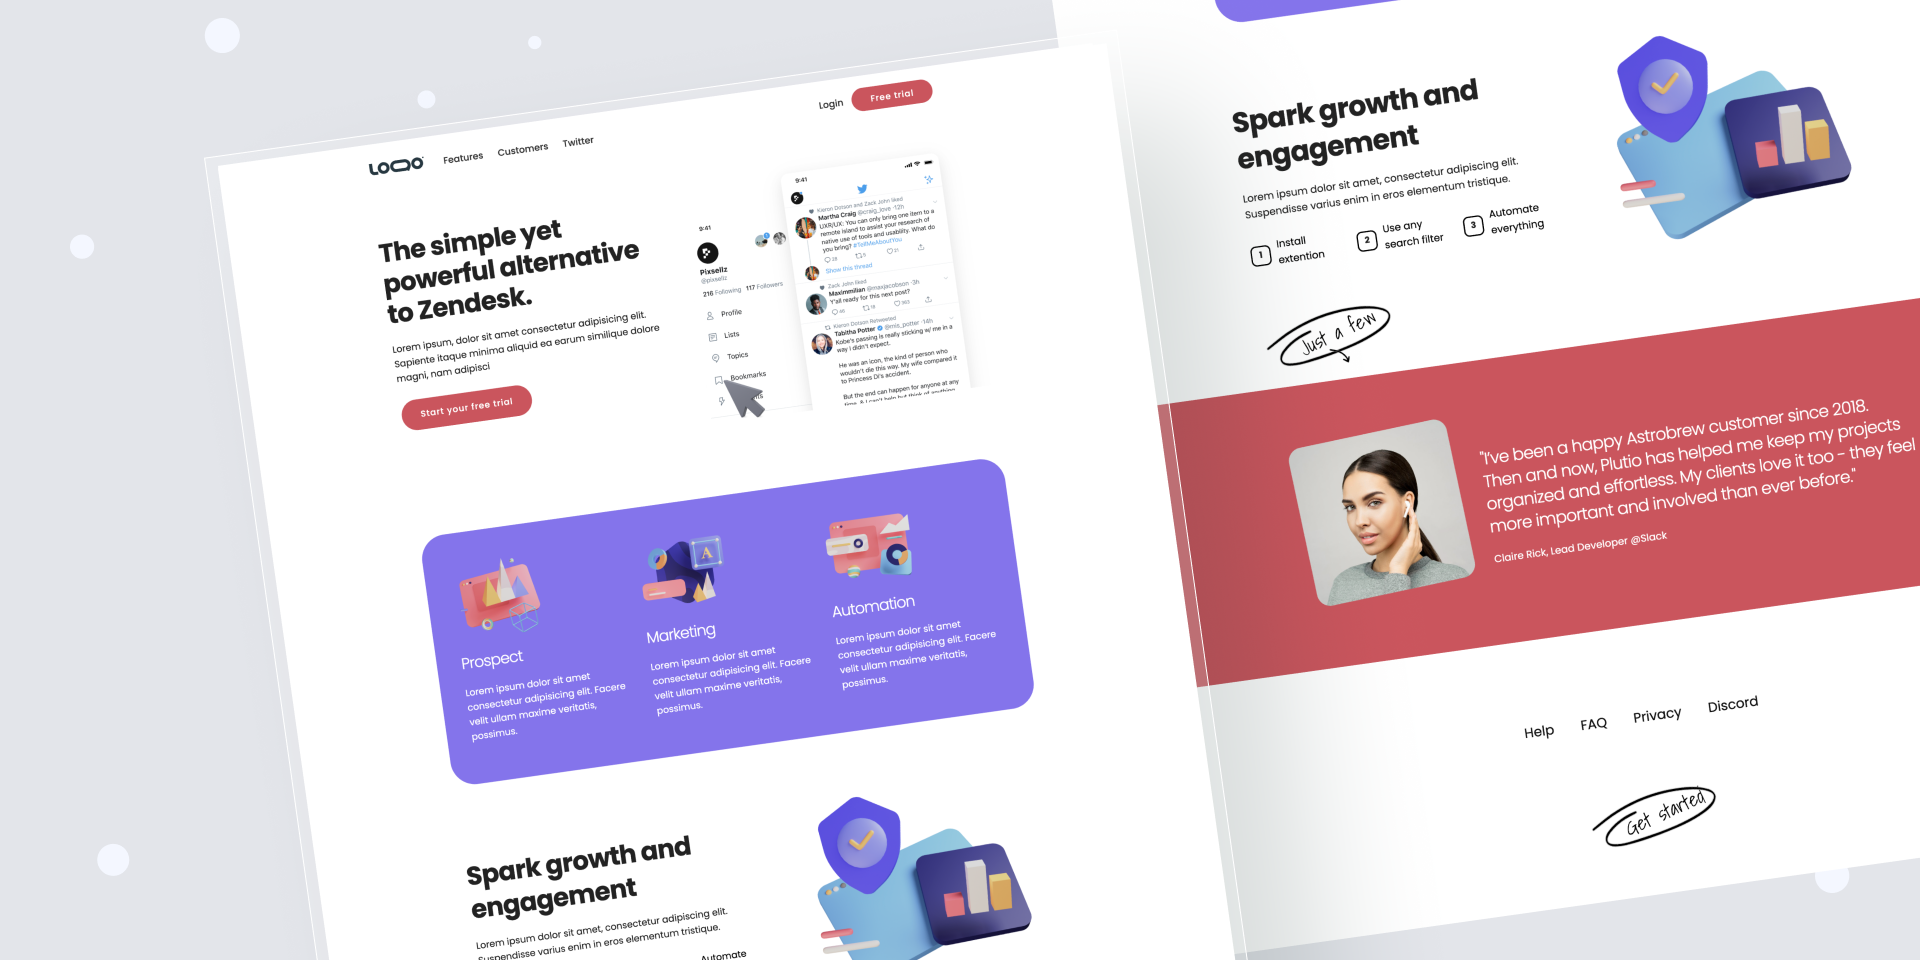 LOQO
Features
Customers
Twitter
Login
Free trial
The simple yet
powerful alternative
to Zendesk.
Lorem ipsum, dolor sit amet consectetur adipisicing elit.
Sapiente itaque minima aliquid ea earum similique dolore
magni, nam adipisci
Start your free trial
9:41
Pixsellz
@pixsellz
216 Following 117 Followers
Profile
Lists
Topics
Bookmarks
9:41
Kieron Dotson and Zack John liked
Martha Craig @craig_love ·12h
UXR/UX: You can only bring one item to a
remote island to assist your research of
native use of tools and usability. What do
you bring? #TellMeAboutYou
28 5 21
Show this thread
Zack John liked
Maximmilian @maxjacobson ·3h
Y'all ready for this next post?
46 18 363
Kieron Dotson Retweeted
Tabitha Potter @mis_potter ·14h
Kobe's passing is really sticking w/ me in a
way I didn't expect.
He was an icon, the kind of person who
wouldn't die this way. My wife compared it
to Princess Di's accident.
But the end can happen for anyone at any
time, & I can't help but think of anything
Prospect
Lorem ipsum dolor sit amet
consectetur adipisicing elit. Facere
velit ullam maxime veritatis,
possimus.
A
Marketing
Lorem ipsum dolor sit amet
consectetur adipisicing elit. Facere
velit ullam maxime veritatis,
possimus.
Automation
Lorem ipsum dolor sit amet
consectetur adipisicing elit. Facere
velit ullam maxime veritatis,
possimus.
Spark growth and
engagement
Lorem ipsum dolor sit amet, consectetur adipiscing elit.
Suspendisse varius enim in eros elementum tristique.
Automate
Spark growth and
engagement
Lorem ipsum dolor sit amet, consectetur adipiscing elit.
Suspendisse varius enim in eros elementum tristique.
1 Install
extention
2 Use any
search filter
3 Automate
everything
Just a few
"I've been a happy Astrobrew customer since 2018.
Then and now, Plutio has helped me keep my projects
organized and effortless. My clients love it too - they feel
more important and involved than ever before."
Claire Rick, Lead Developer @Slack
Help
FAQ
Privacy
Discord
Get started